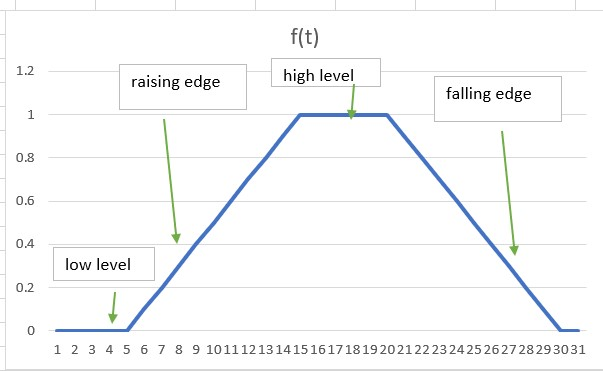 f(t)
1.2
raising edge
high level
falling edge
1
0.8
0.6
0.4
low level
0.2
0
1 2 3 4 5 6 7 8 9 10 11 12 13 14 15 16 17 18 19 20 21 22 23 24 25 26 27 28 29 30 31